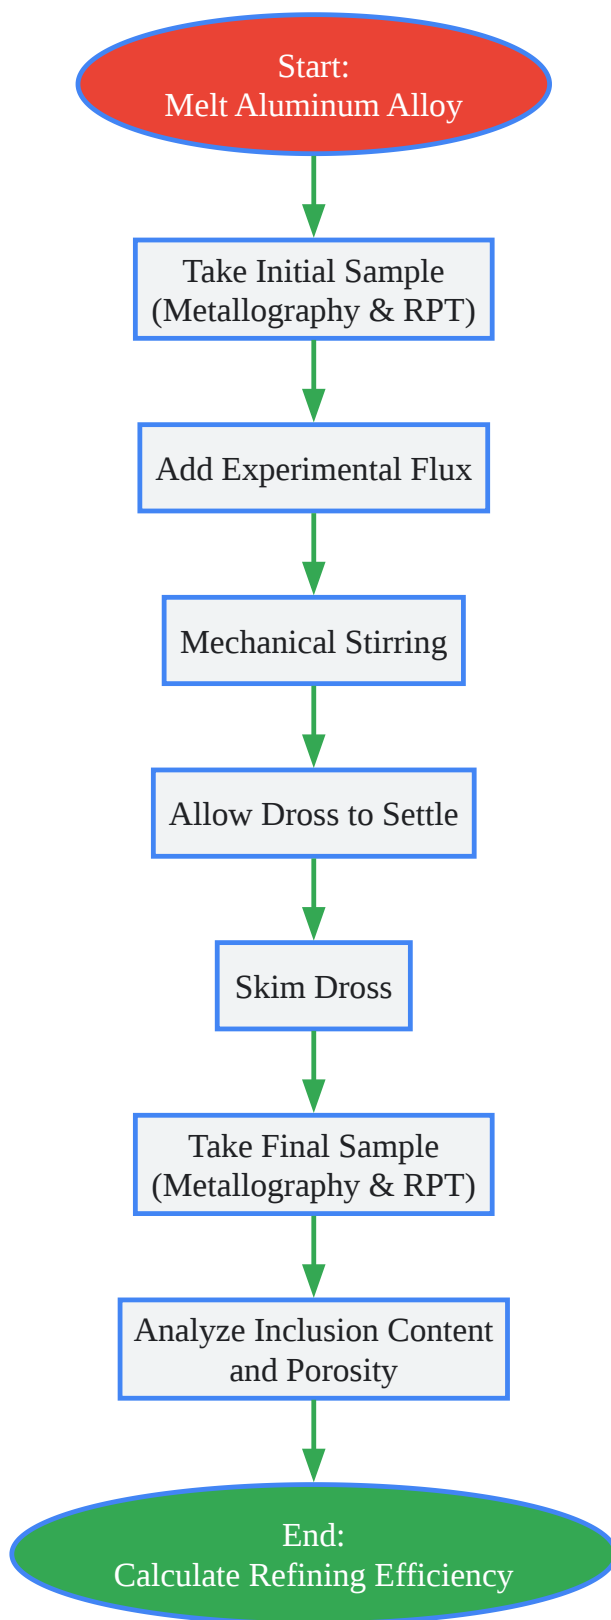 Start:
Melt Aluminum Alloy
Take Initial Sample
(Metallography & RPT)
Add Experimental Flux
Mechanical Stirring
Allow Dross to Settle
Skim Dross
Take Final Sample
(Metallography & RPT)
Analyze Inclusion Content
and Porosity
End:
Calculate Refining Efficiency